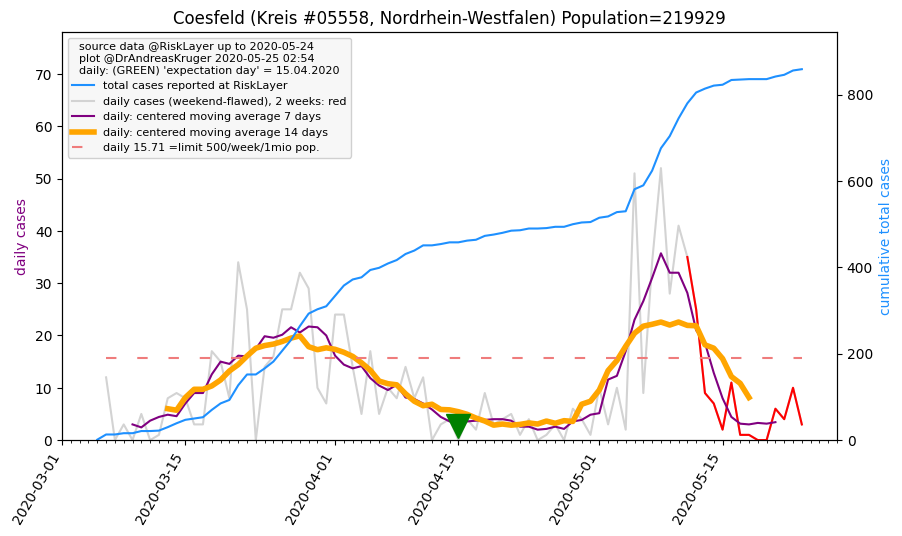 Coesfeld (Kreis #05558, Nordrhein-Westfalen) Population=219929
source data @RiskLayer up to 2020-05-24
plot @DrAndreasKruger 2020-05-25 02:54
daily: (GREEN) 'expectation day' = 15.04.2020
total cases reported at RiskLayer
daily cases (weekend-flawed), 2 weeks: red
daily: centered moving average 7 days
daily: centered moving average 14 days
daily 15.71 =limit 500/week/1mio pop.
daily cases
70
60
50
40
30
20
10
0
cumulative total cases
800
600
400
200
0
2020-03-01
2020-03-15
2020-04-01
2020-04-15
2020-05-01
2020-05-15